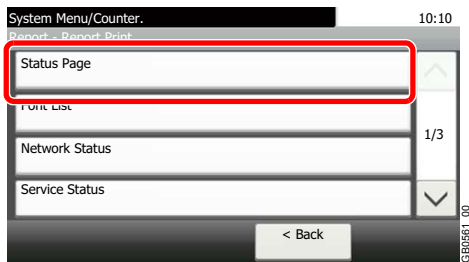 System Menu/Counter. 10:10
Report - Report Print
Status Page
Font List
1/3
Network Status
Service Status
< Back
GB0561_00